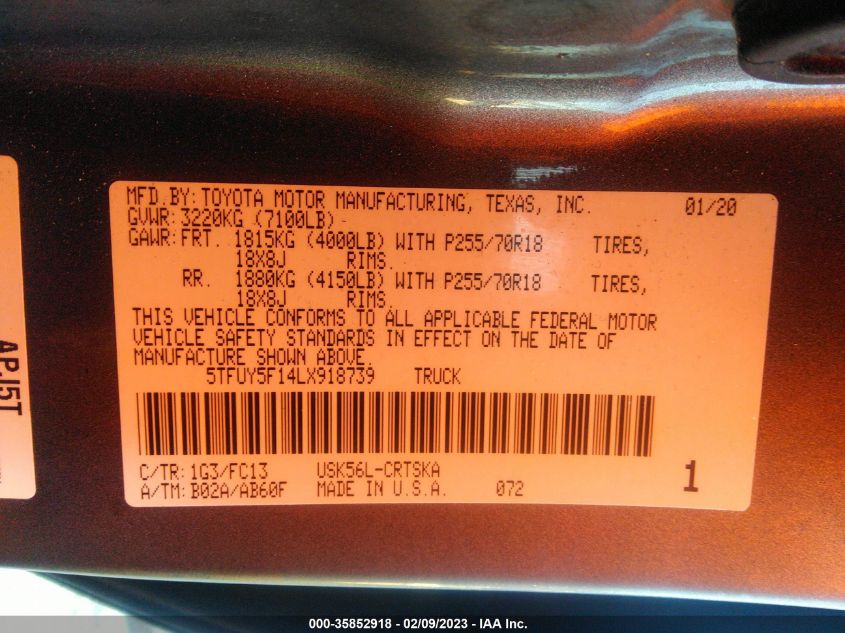 MFD.BY: TOYOTA MOTOR MANUFACTURING, TEXAS, INC. 01/20
GVWR: 3220KG (7100LB)
GAWR: FRT. 1815KG (4000LB) WITH P255/70R18 TIRES,
18X8J RIMS.
RR. 1880KG (4150LB) WITH P255/70R18 TIRES,
18X8J RIMS.
THIS VEHICLE CONFORMS TO ALL APPLICABLE FEDERAL MOTOR
VEHICLE SAFETY STANDARDS IN EFFECT ON THE DATE OF
MANUFACTURE SHOWN ABOVE.
5TFUY5F14LX918739 TRUCK
C/TR: 1G3/FC13 USK56L-CRTSKA
A/TM: B02A/AB60F MADE IN U.S.A. 072 1
APJ5T
000-35852918 - 02/09/2023 - IAA Inc.